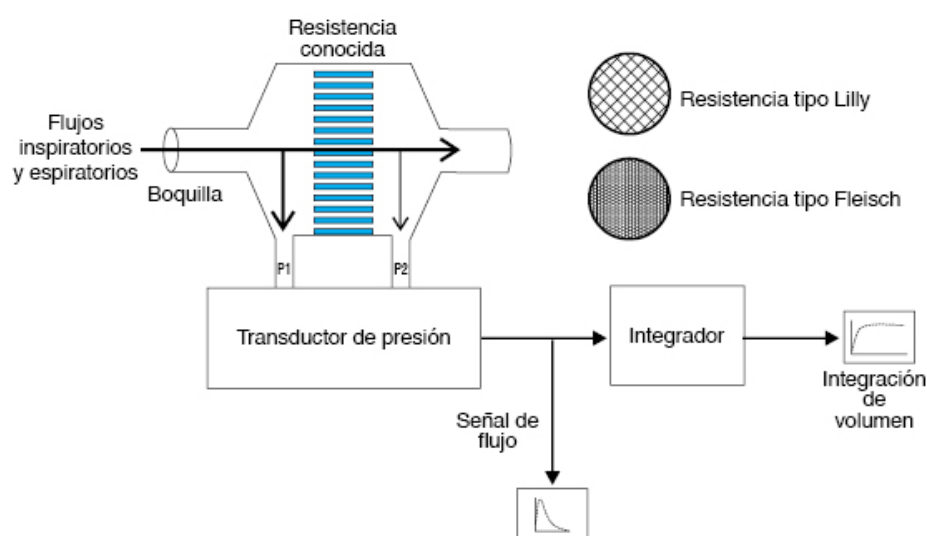 Resistencia
conocida
Flujos
inspiratorios
y espiratorios
Boquilla
Resistencia tipo Lilly
Resistencia tipo Fleisch
P1
P2
Transductor de presión
Integrador
Integración
de
volumen
Señal de
flujo